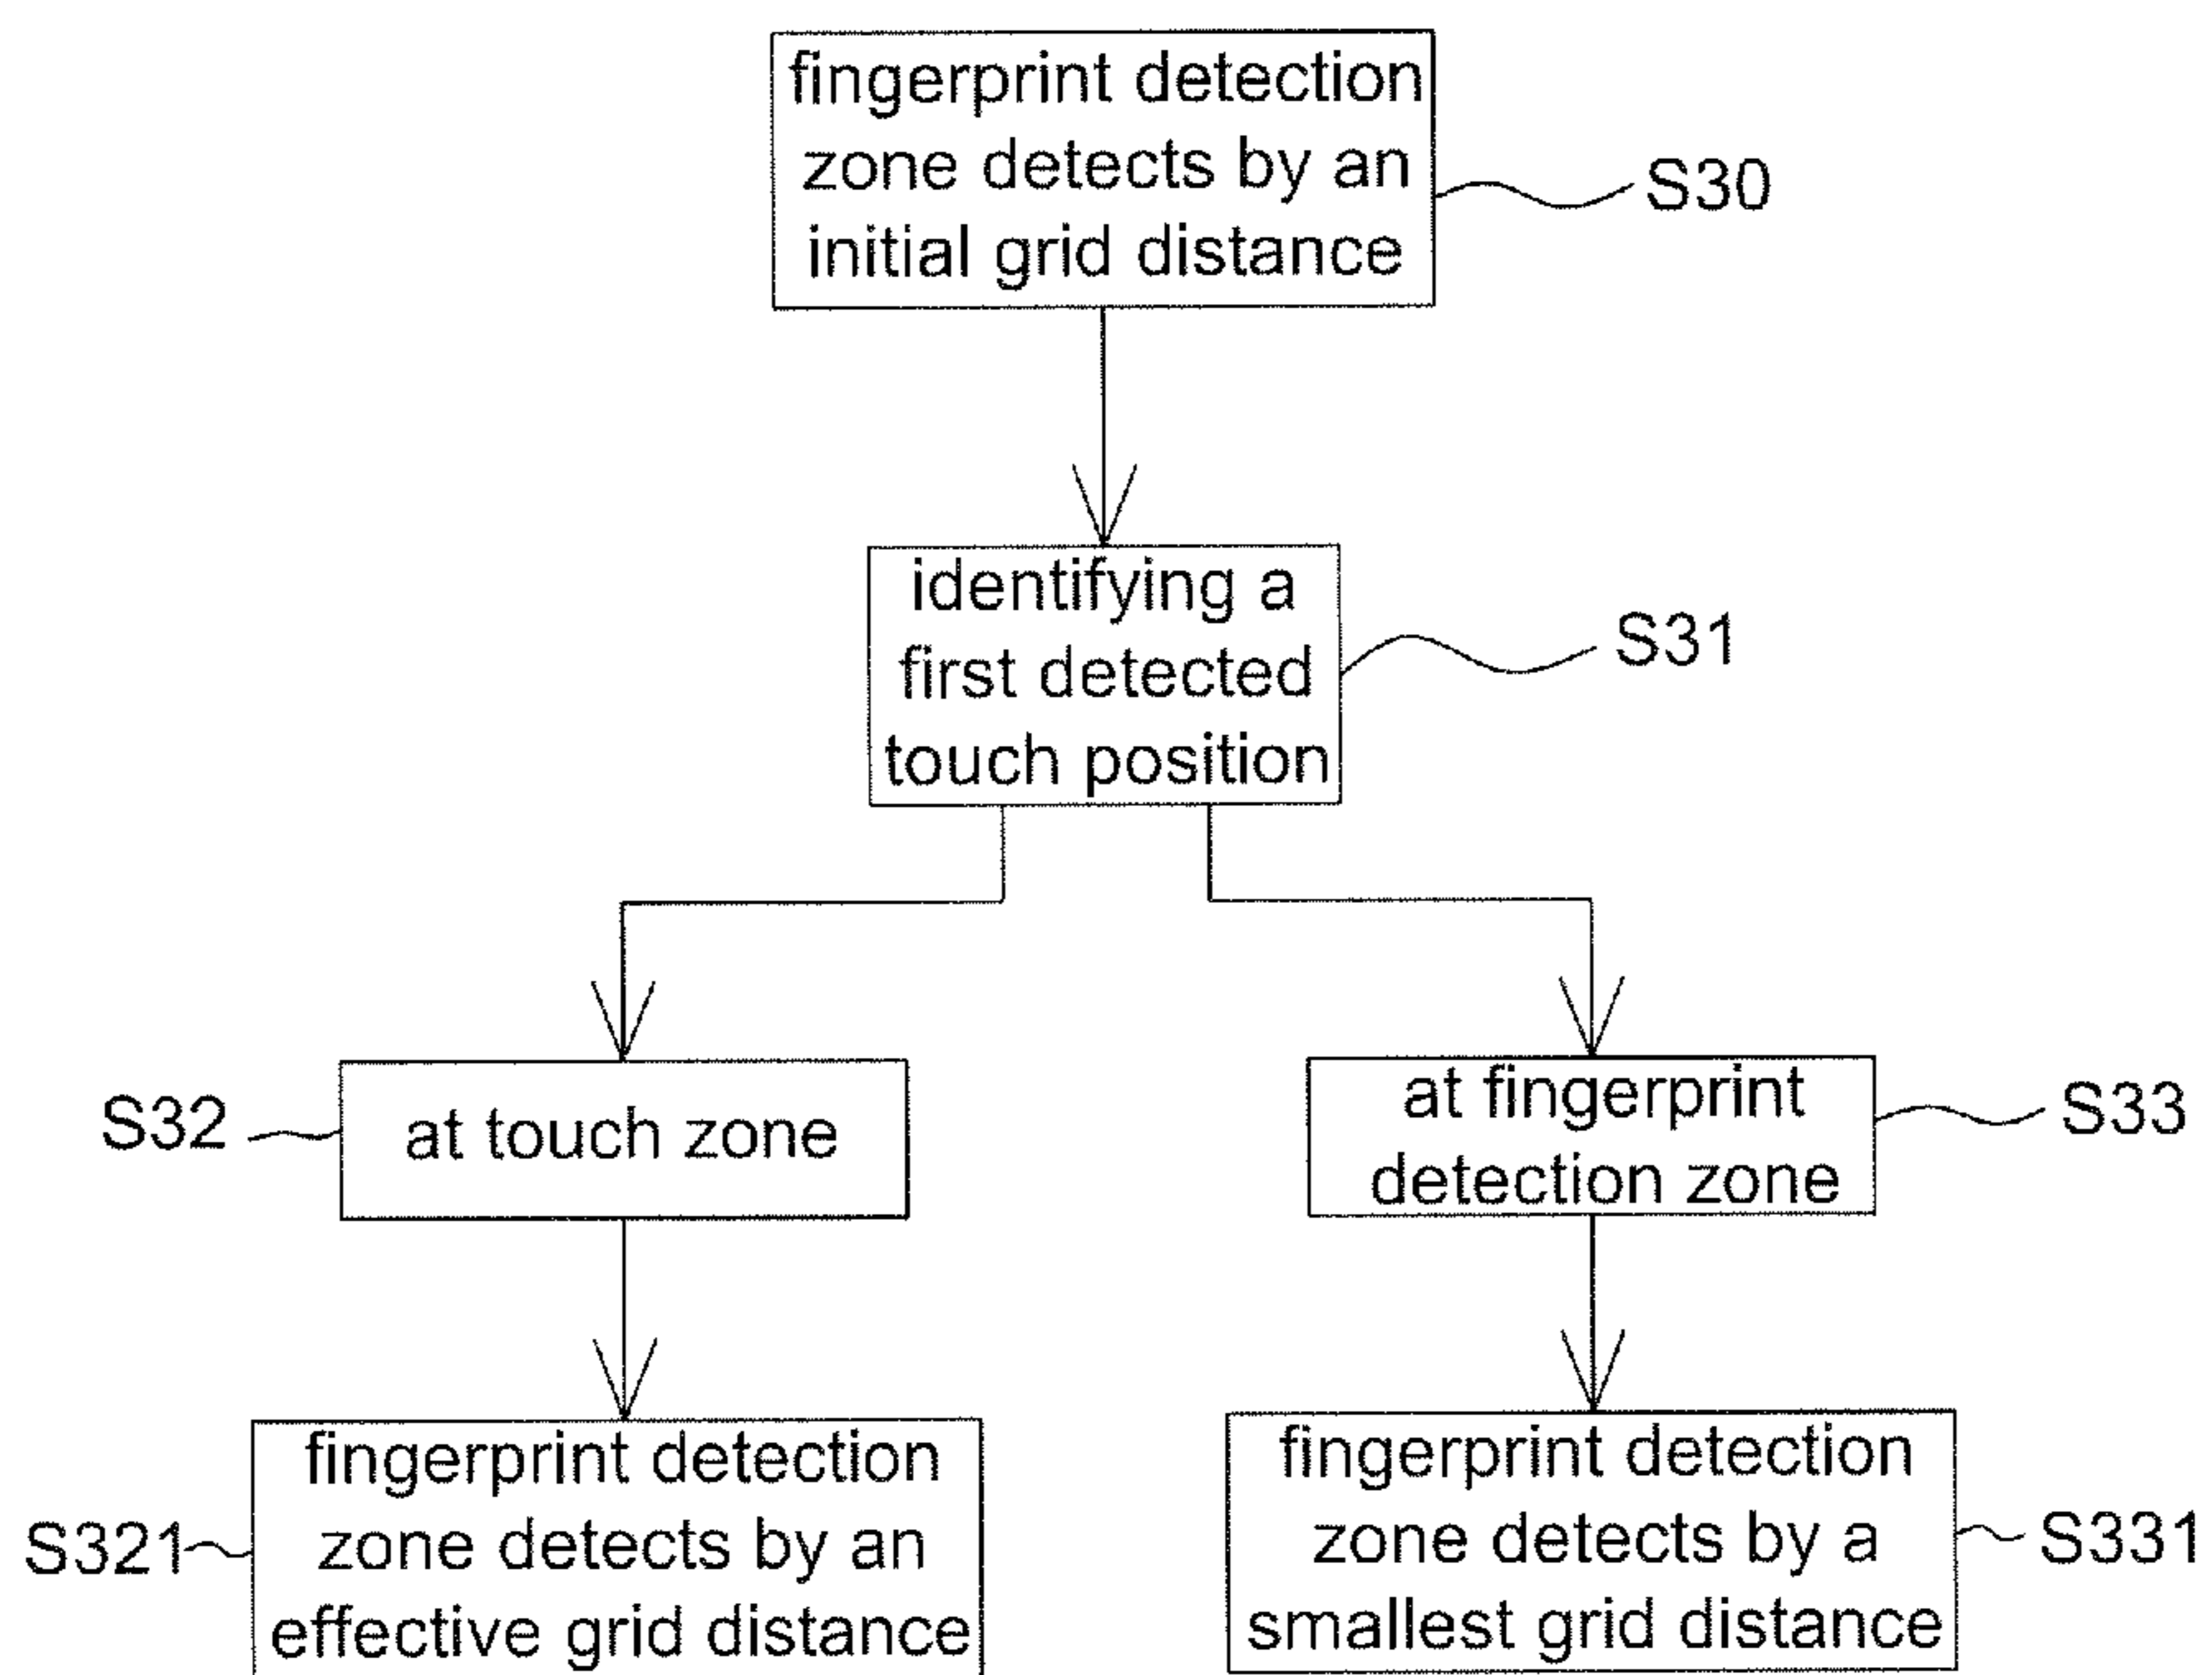 fingerprint detection
zone detects by an
initial grid distance
S30
identifying a
first detected
touch position
S31
S32
at touch zone
at fingerprint
detection zone
S33
S321
fingerprint detection
zone detects by an
effective grid distance
fingerprint detection
zone detects by a
smallest grid distance
S331